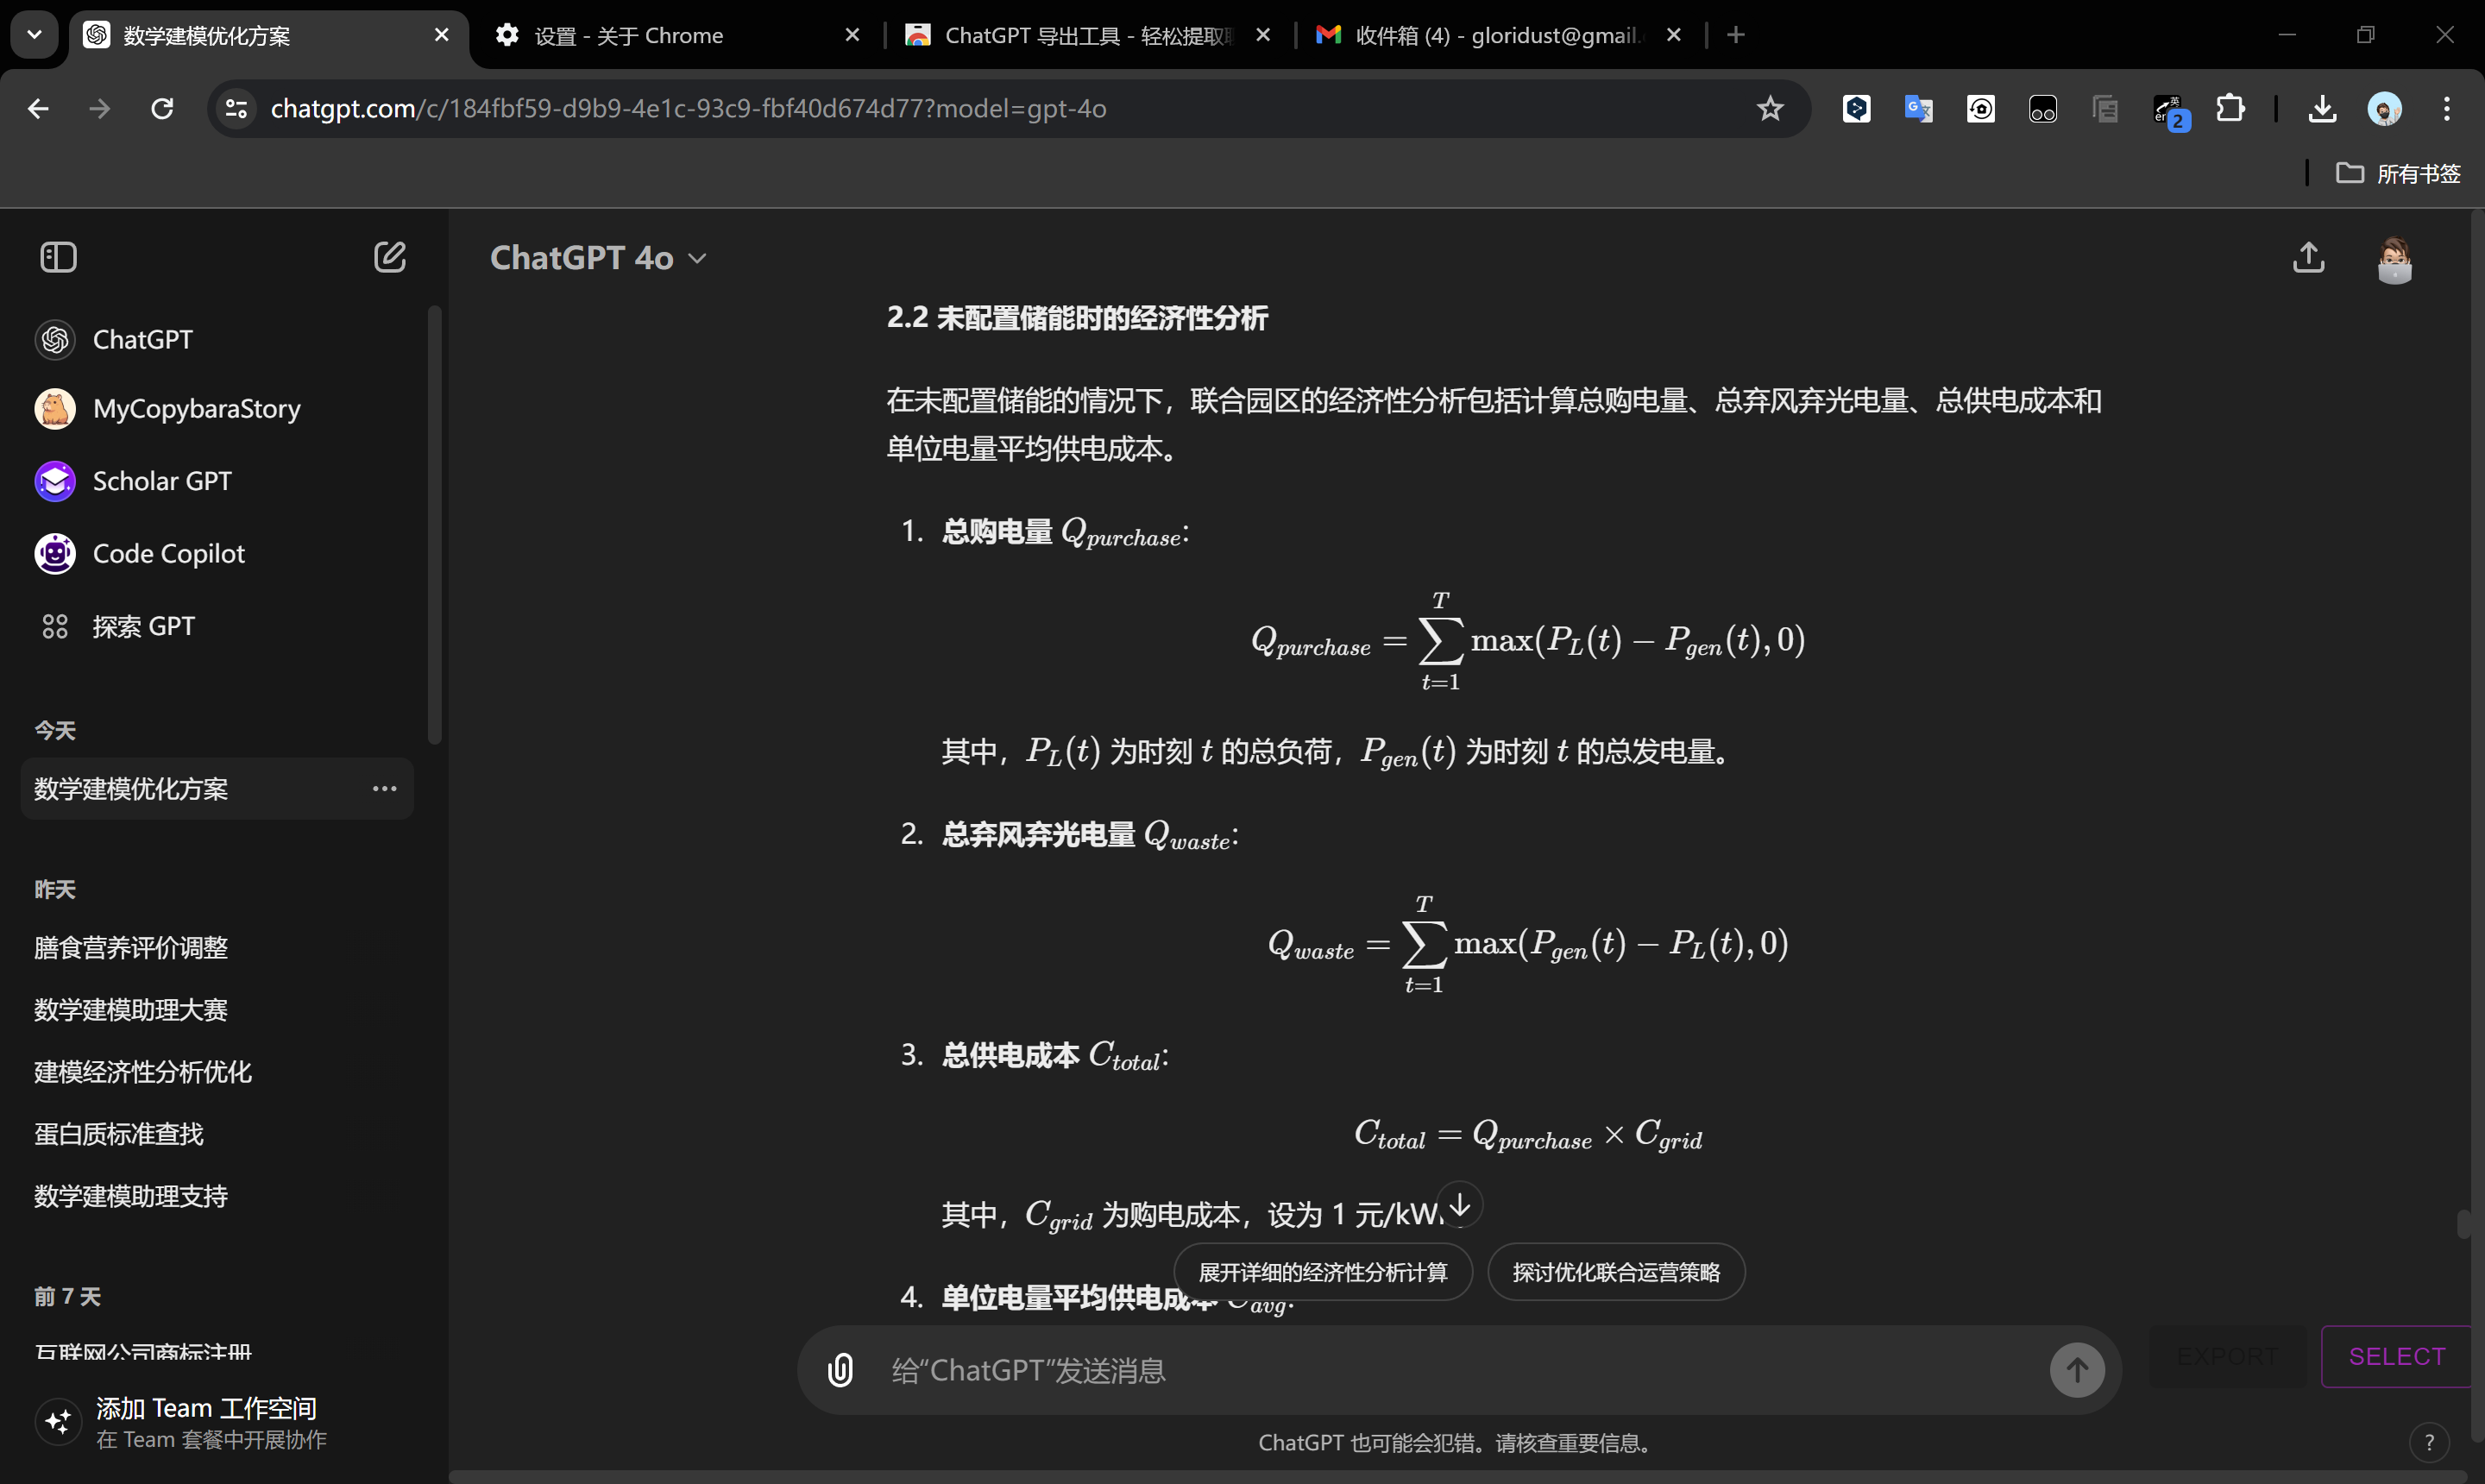 数学建模优化方案
设置 - 关于 Chrome
ChatGPT 导出工具 - 轻松提取
收件箱 (4) - gloridust@gmail.
chatgpt.com/c/184fbf59-d9b9-4e1c-93c9-fbf40d674d77?model=gpt-4o
英
er
2
所有书签
ChatGPT 4o
ChatGPT
MyCopybaraStory
Scholar GPT
Code Copilot
探索 GPT
今天
数学建模优化方案
昨天
膳食营养评价调整
数学建模助理大赛
建模经济性分析优化
蛋白质标准查找
数学建模助理支持
前 7 天
互联网公司商标注册
添加 Team 工作空间
在 Team 套餐中开展协作
2.2 未配置储能时的经济性分析
在未配置储能的情况下，联合园区的经济性分析包括计算总购电量、总弃风弃光电量、总供电成本和
单位电量平均供电成本。
1. 总购电量 Q_{purchase}:
Q_{purchase} = \sum_{t=1}^{T} max(P_L(t) − P_{gen}(t), 0)
其中，P_L(t) 为时刻 t 的总负荷，P_{gen}(t) 为时刻 t 的总发电量。
2. 总弃风弃光电量 Q_{waste}:
Q_{waste} = \sum_{t=1}^{T} max(P_{gen}(t) − P_L(t), 0)
3. 总供电成本 C_{total}:
C_{total} = Q_{purchase} × C_{grid}
其中，C_{grid} 为购电成本，设为 1 元/kW
展开详细的经济性分析计算
探讨优化联合运营策略
4. 单位电量平均供电成本 C_{avg}:
给“ChatGPT”发送消息
EXPORT
SELECT
ChatGPT 也可能会犯错。请核查重要信息。
?